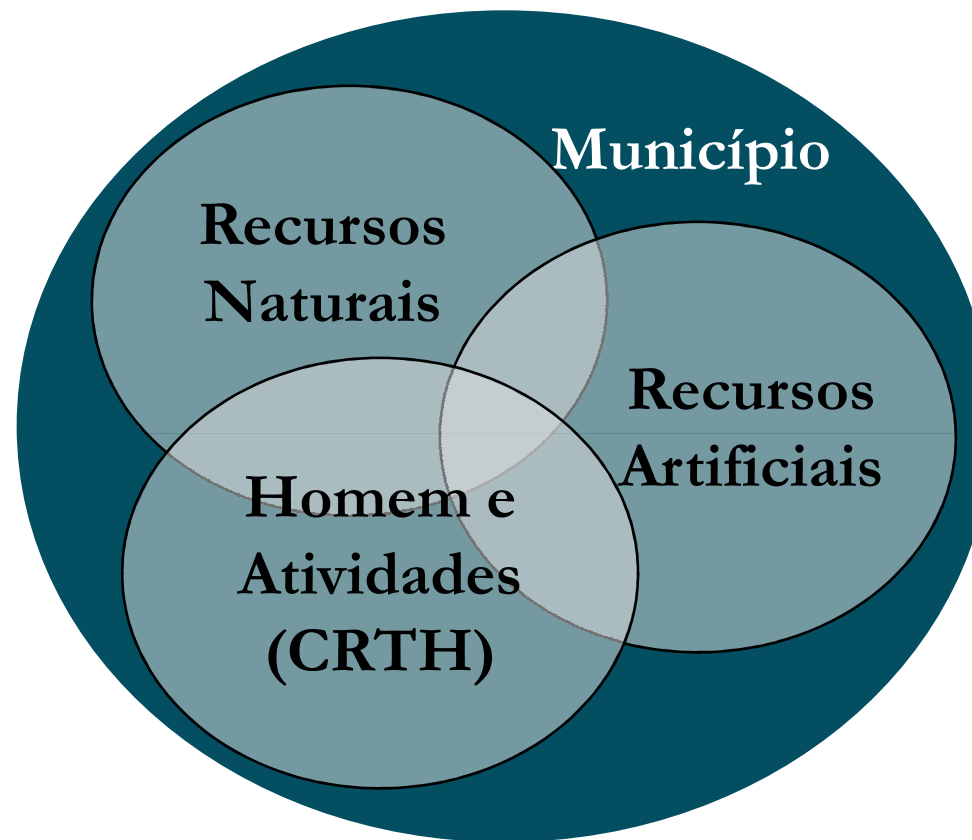 Município
Recursos
Naturais
Recursos
Artificiais
Homem e
Atividades
(CRTH)